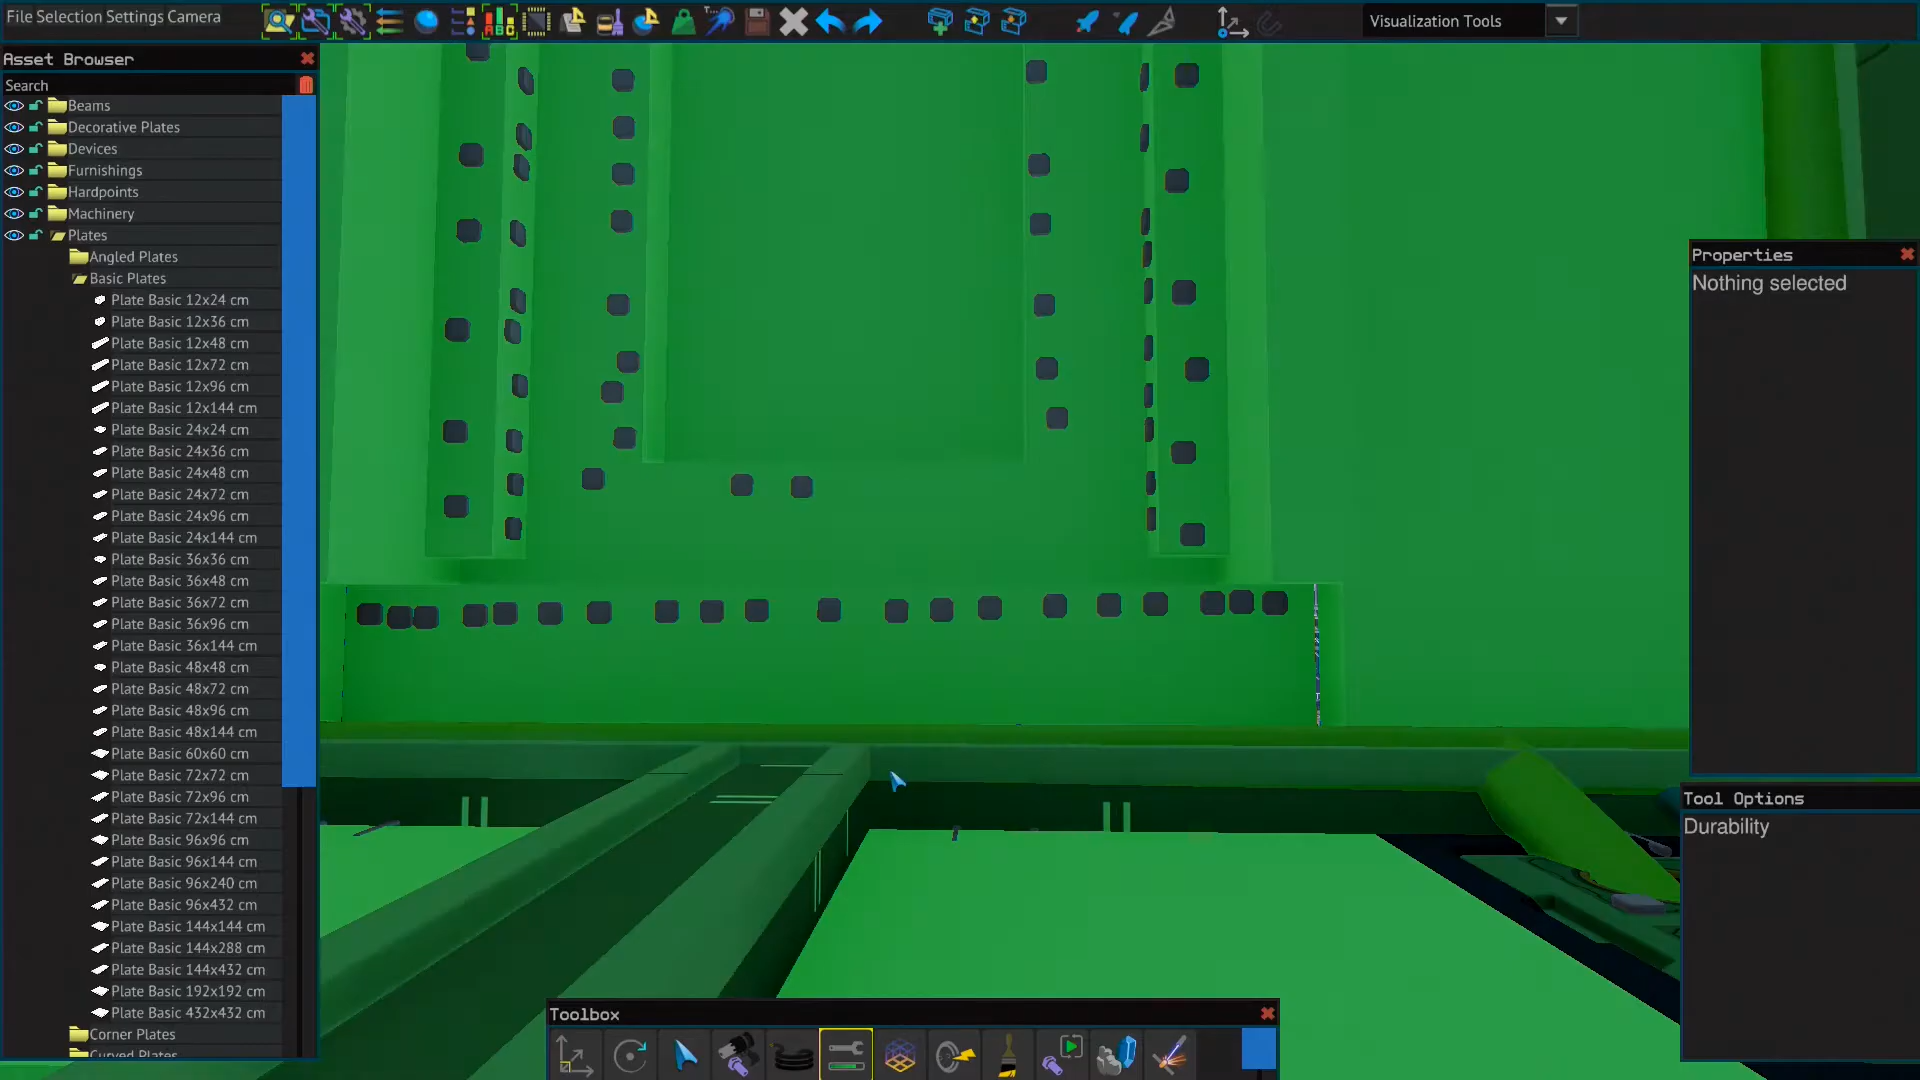 File Selection Settings Camera
Visualization Tools
Asset Browser
Search
Beams
Decorative Plates
Devices
Furnishings
Hardpoints
Machinery
Plates
Angled Plates
Basic Plates
Plate Basic 12x24 cm
Plate Basic 12x36 cm
Plate Basic 12x48 cm
Plate Basic 12x72 cm
Plate Basic 12x96 cm
Plate Basic 12x144 cm
Plate Basic 24x24 cm
Plate Basic 24x36 cm
Plate Basic 24x48 cm
Plate Basic 24x72 cm
Plate Basic 24x96 cm
Plate Basic 24x144 cm
Plate Basic 36x36 cm
Plate Basic 36x48 cm
Plate Basic 36x72 cm
Plate Basic 36x96 cm
Plate Basic 36x144 cm
Plate Basic 48x48 cm
Plate Basic 48x72 cm
Plate Basic 48x96 cm
Plate Basic 48x144 cm
Plate Basic 60x60 cm
Plate Basic 72x72 cm
Plate Basic 72x96 cm
Plate Basic 72x144 cm
Plate Basic 96x96 cm
Plate Basic 96x144 cm
Plate Basic 96x240 cm
Plate Basic 96x432 cm
Plate Basic 144x144 cm
Plate Basic 144x288 cm
Plate Basic 144x432 cm
Plate Basic 192x192 cm
Plate Basic 432x432 cm
Corner Plates
Curved Plates
Properties
Nothing selected
Tool Options
Durability
Toolbox